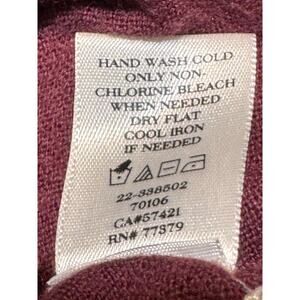 HAND WASH COLD
ONLY NON-
CHLORINE BLEACH
WHEN NEEDED
DRY FLAT
COOL IRON
IF NEEDED
22-338502
70106
CA#57421
RN# 77379